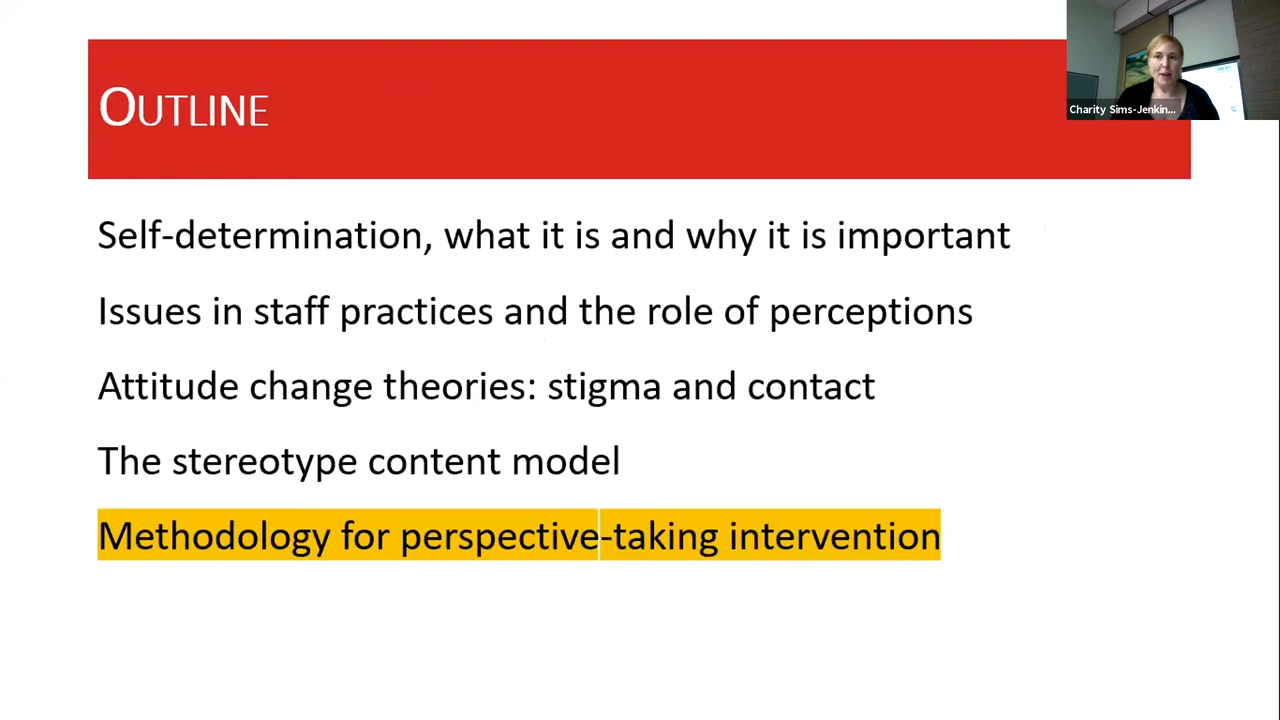 OUTLINE
Charity Sims-Jenkin...
Self-determination, what it is and why it is important
Issues in staff practices and the role of perceptions
Attitude change theories: stigma and contact
The stereotype content model
Methodology for perspective-taking intervention